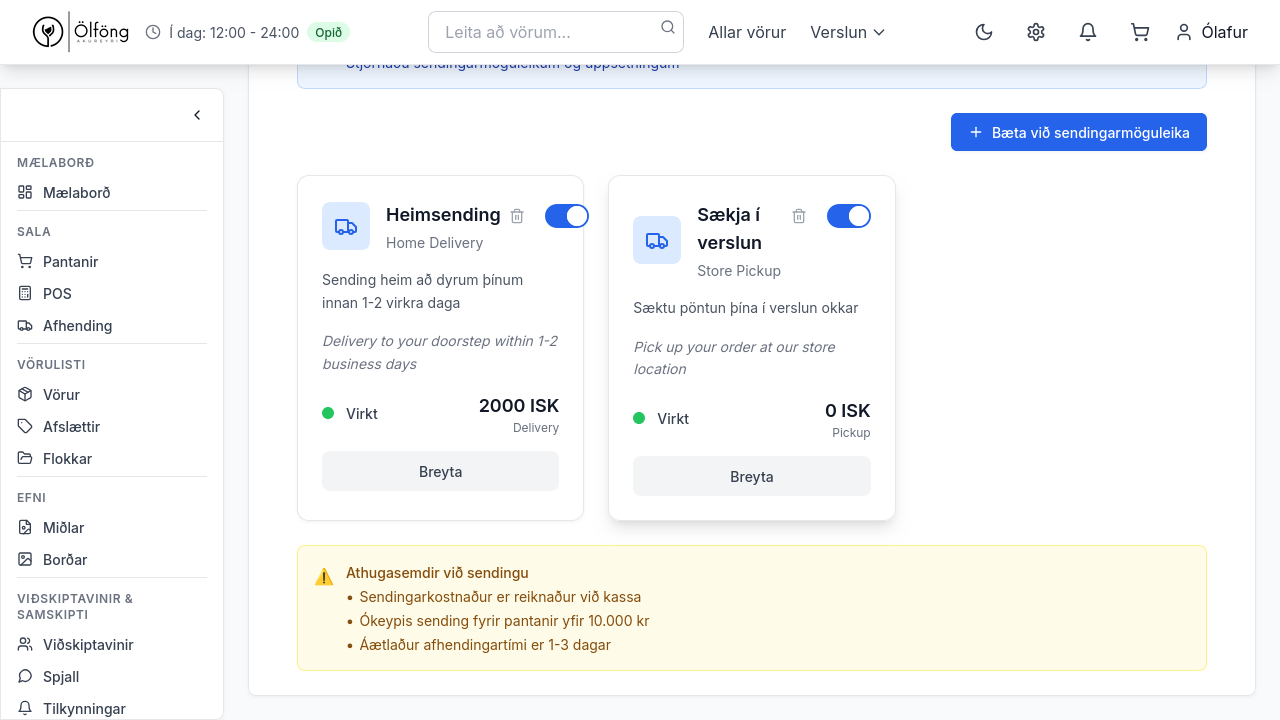 Ölföng
AKUREYRI
Í dag: 12:00 - 24:00
Opið
Leita að vörum...
Allar vörur
Verslun
Ólafur
Stjórnaðu sendingarmöguleikum og uppsetningum
MÆLABORÐ
Mælaborð
SALA
Pantanir
POS
Afhending
VÖRULISTI
Vörur
Afslættir
Flokkar
EFNI
Miðlar
Borðar
VIÐSKIPTAVINIR &
SAMSKIPTI
Viðskiptavinir
Spjall
Tilkynningar
Bæta við sendingarmöguleika
Heimsending
Home Delivery
Sending heim að dyrum þínum
innan 1-2 virkra daga
Delivery to your doorstep within 1-2
business days
Virkt
2000 ISK
Delivery
Breyta
Sækja í
verslun
Store Pickup
Sæktu pöntun þína í verslun okkar
Pick up your order at our store
location
Virkt
0 ISK
Pickup
Breyta
Athugasemdir við sendingu
• Sendingarkostnaður er reiknaður við kassa
• Ókeypis sending fyrir pantanir yfir 10.000 kr
• Áætlaður afhendingartími er 1-3 dagar